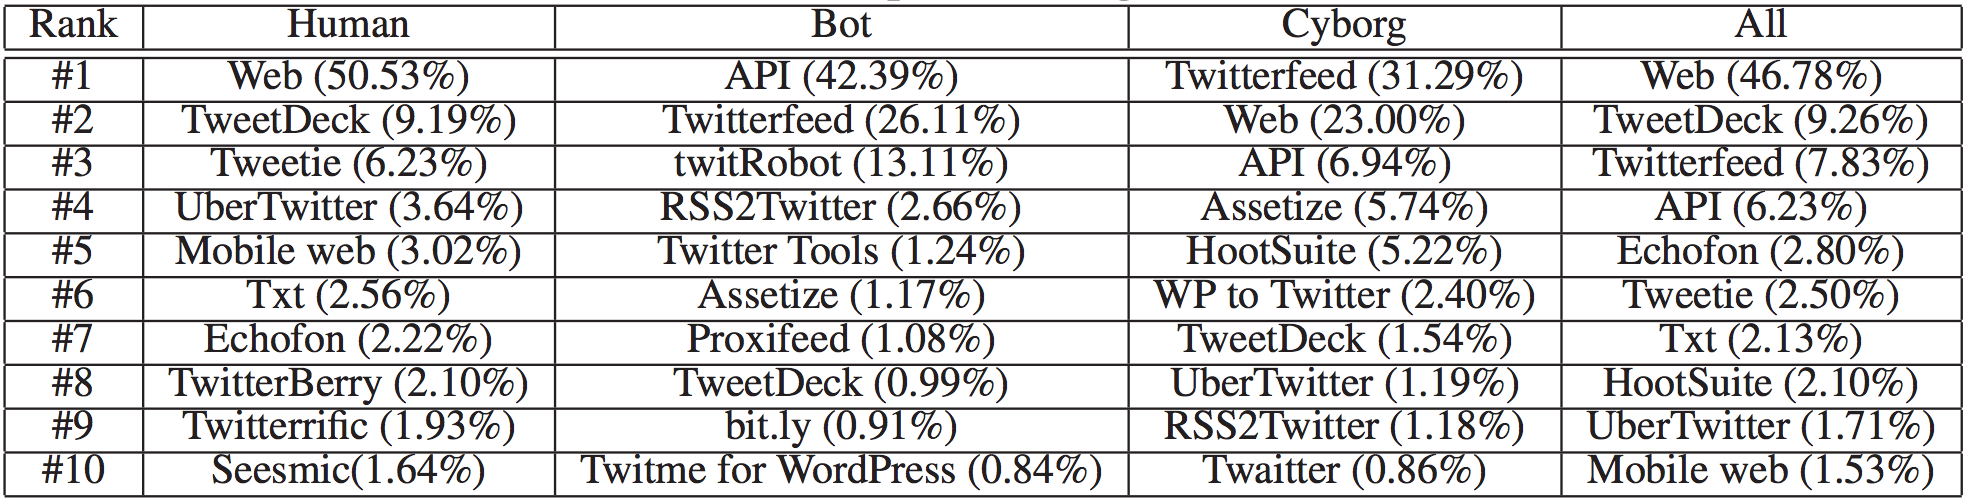 Rank Human Bot Cyborg All
#1 Web (50.53%) API (42.39%) Twitterfeed (31.29%) Web (46.78%)
#2 TweetDeck (9.19%) Twitterfeed (26.11%) Web (23.00%) TweetDeck (9.26%)
#3 Tweetie (6.23%) twitRobot (13.11%) API (6.94%) Twitterfeed (7.83%)
#4 UberTwitter (3.64%) RSS2Twitter (2.66%) Assetize (5.74%) API (6.23%)
#5 Mobile web (3.02%) Twitter Tools (1.24%) HootSuite (5.22%) Echofon (2.80%)
#6 Txt (2.56%) Assetize (1.17%) WP to Twitter (2.40%) Tweetie (2.50%)
#7 Echofon (2.22%) Proxifeed (1.08%) TweetDeck (1.54%) Txt (2.13%)
#8 TwitterBerry (2.10%) TweetDeck (0.99%) UberTwitter (1.19%) HootSuite (2.10%)
#9 Twitterrific (1.93%) bit.ly (0.91%) RSS2Twitter (1.18%) UberTwitter (1.71%)
#10 Seesmic(1.64%) Twitme for WordPress (0.84%) Twaitter (0.86%) Mobile web (1.53%)